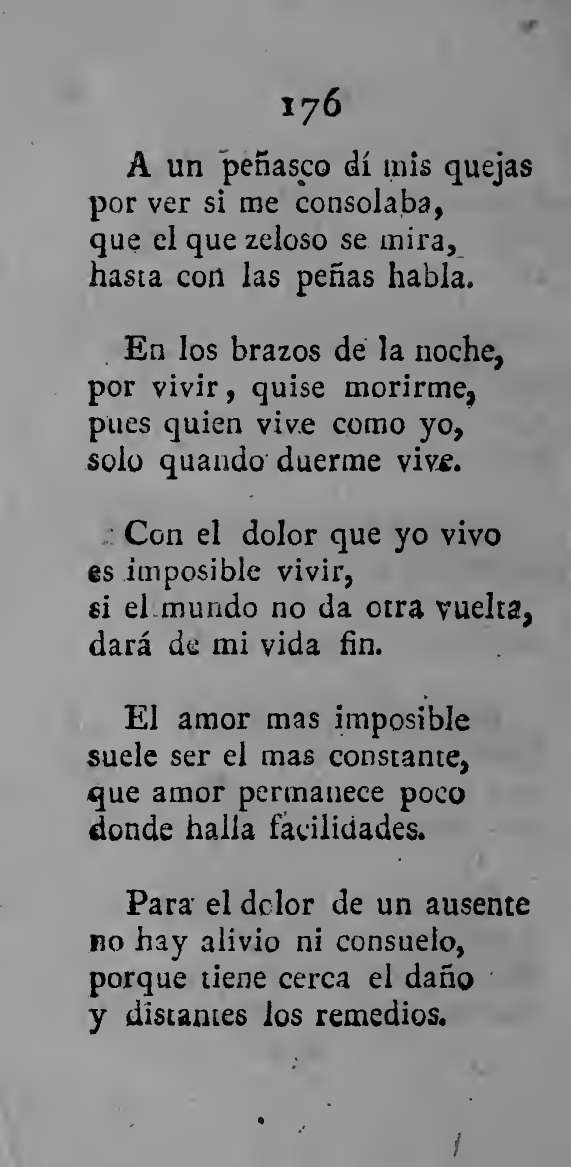 176
A un peñasco dí mis quejas
por ver si me consolaba,
que el que zeloso se mira,
hasta con las peñas habla.
En los brazos de la noche,
por vivir, quise morirme,
pues quien vive como yo,
solo quando duerme vive.
Con el dolor que yo vivo
es imposible vivir,
si el mundo no da otra vuelta,
dará de mi vida fin.
El amor mas imposible
suele ser el mas constante,
que amor permanece poco
donde halla facilidades.
Para el dolor de un ausente
no hay alivio ni consuelo,
porque tiene cerca el daño
y distantes los remedios.